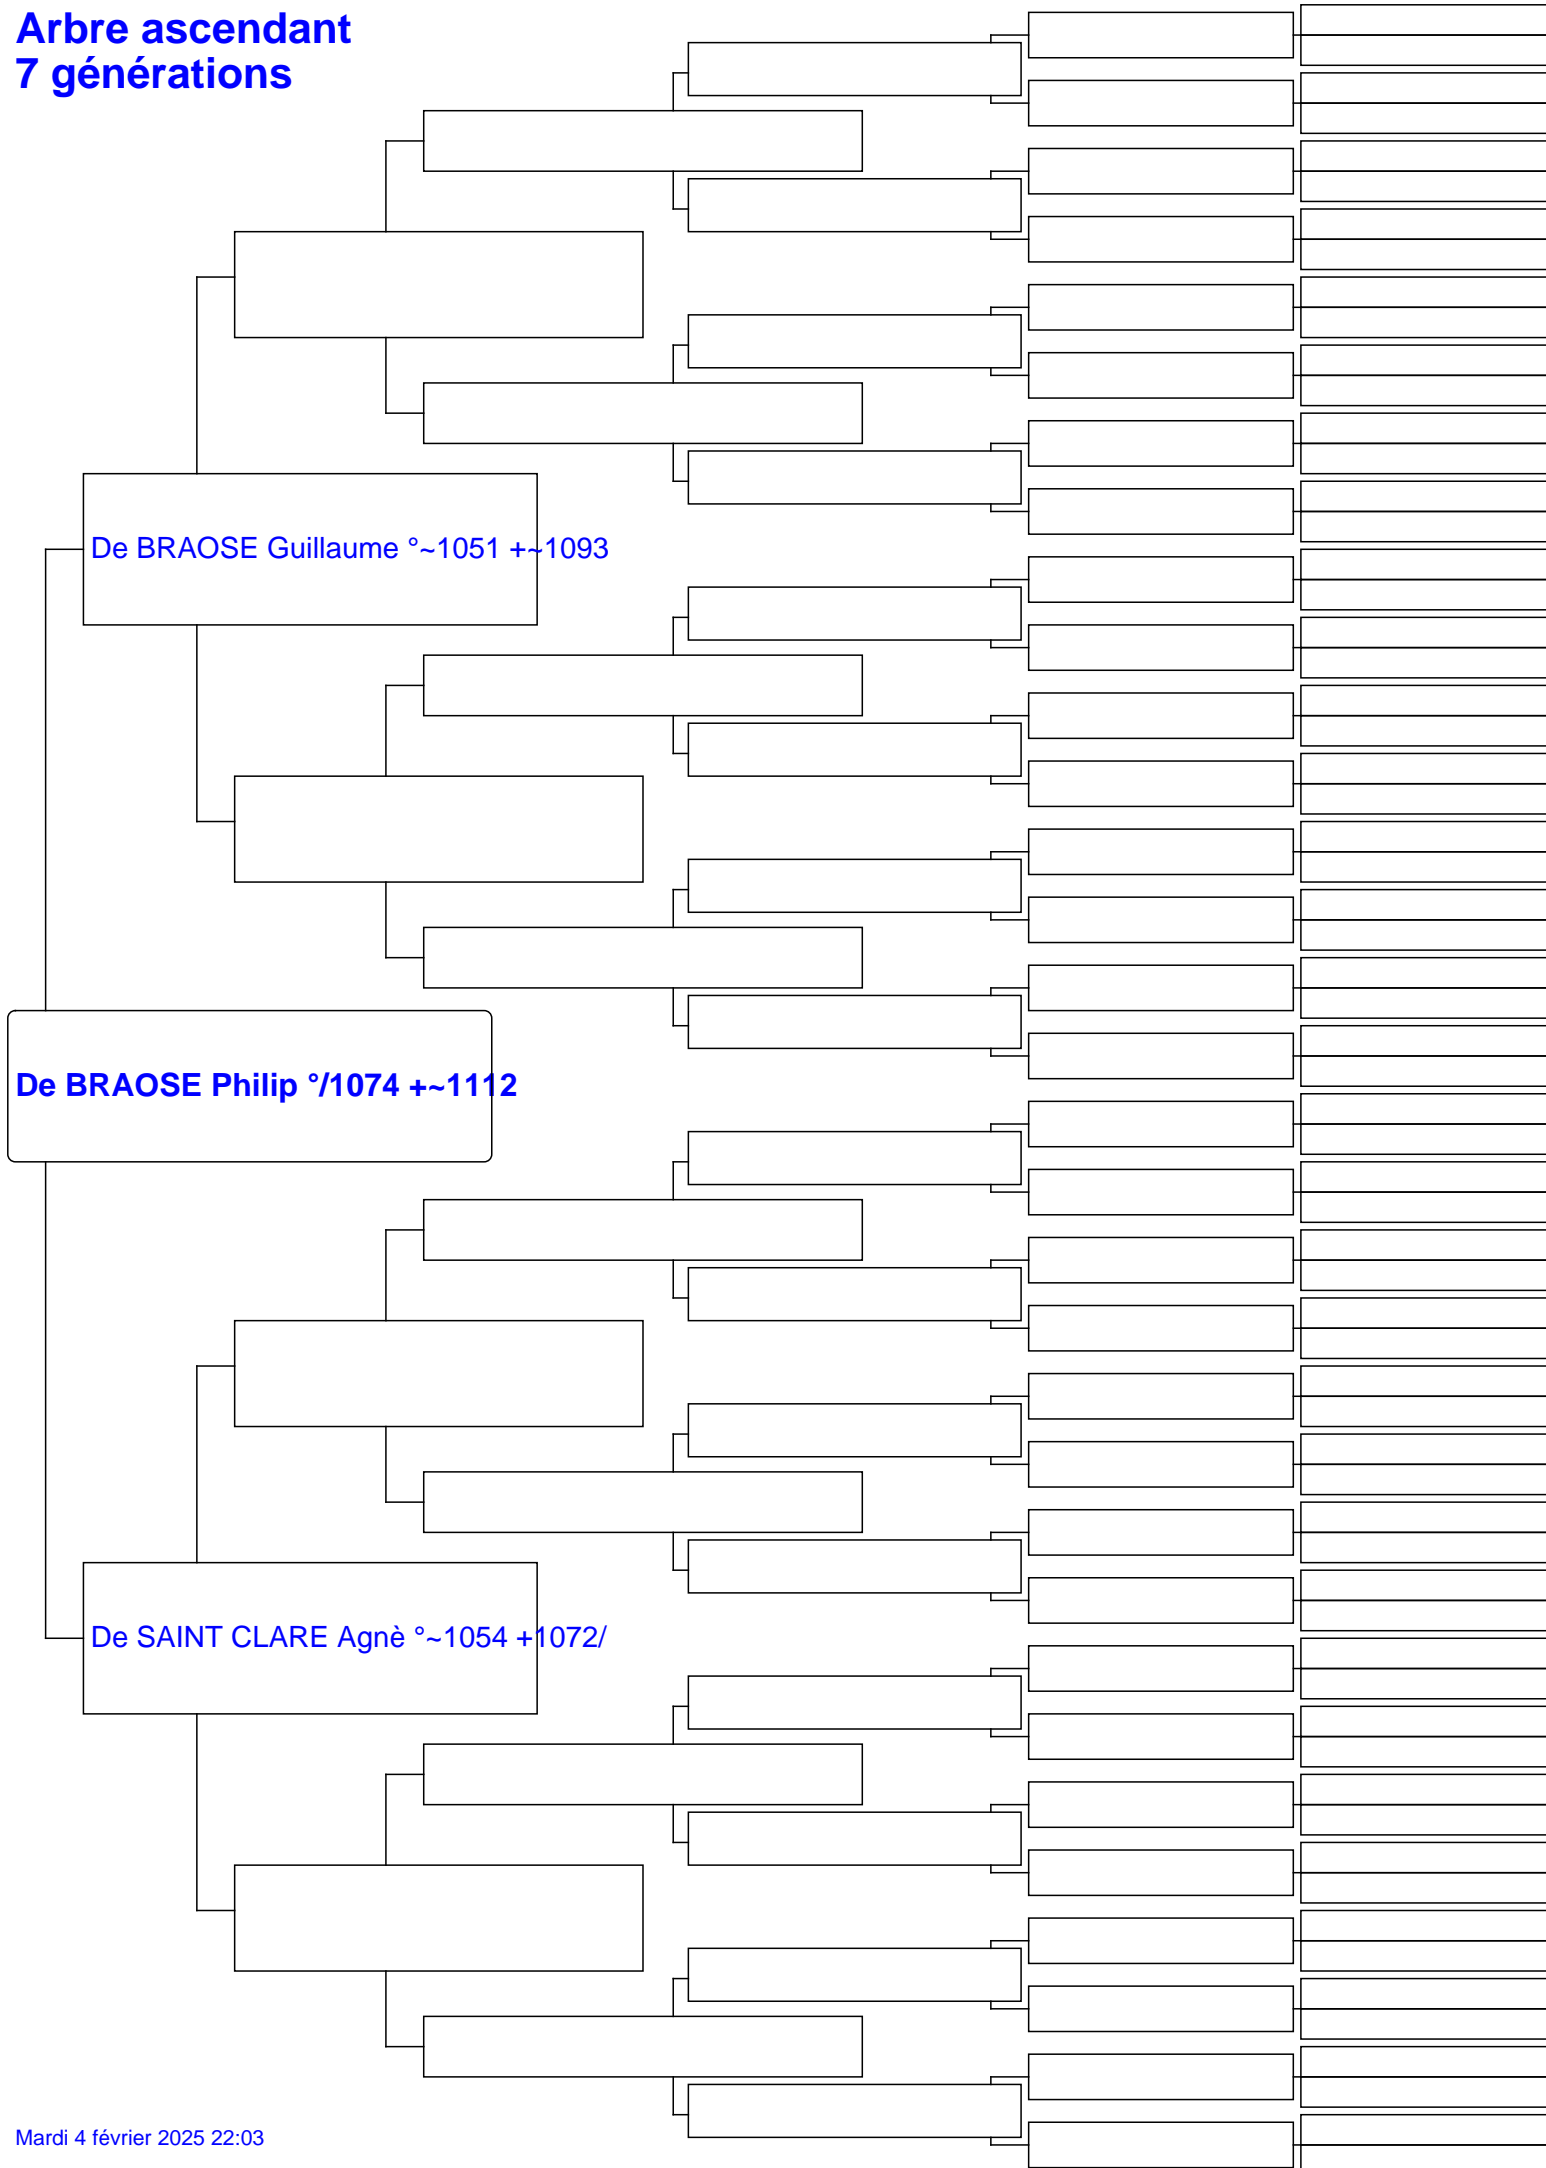 Arbre ascendant
7 générations
De BRAOSE Guillaume °~1051 +~1093
De BRAOSE Philip °/1074 +~1112
De SAINT CLARE Agnè °~1054 +1072/
Mardi 4 février 2025 22:03